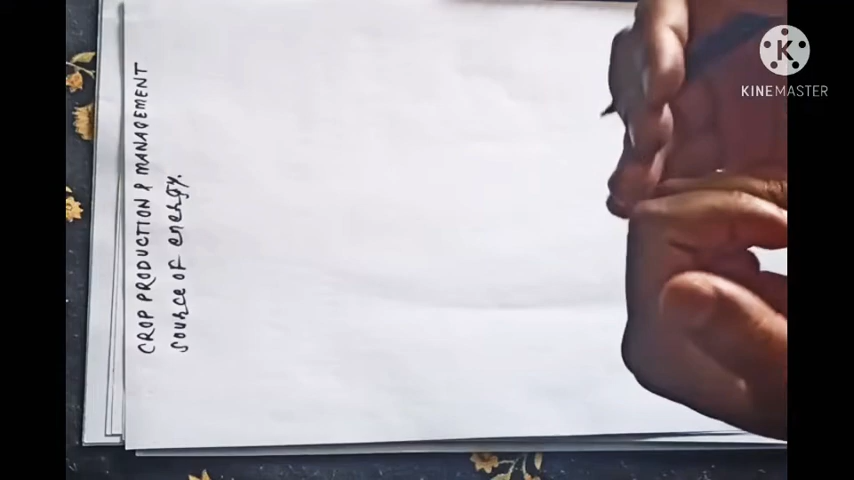 CROP PRODUCTION & MANAGEMENT
Source of energy.
KINEMASTER